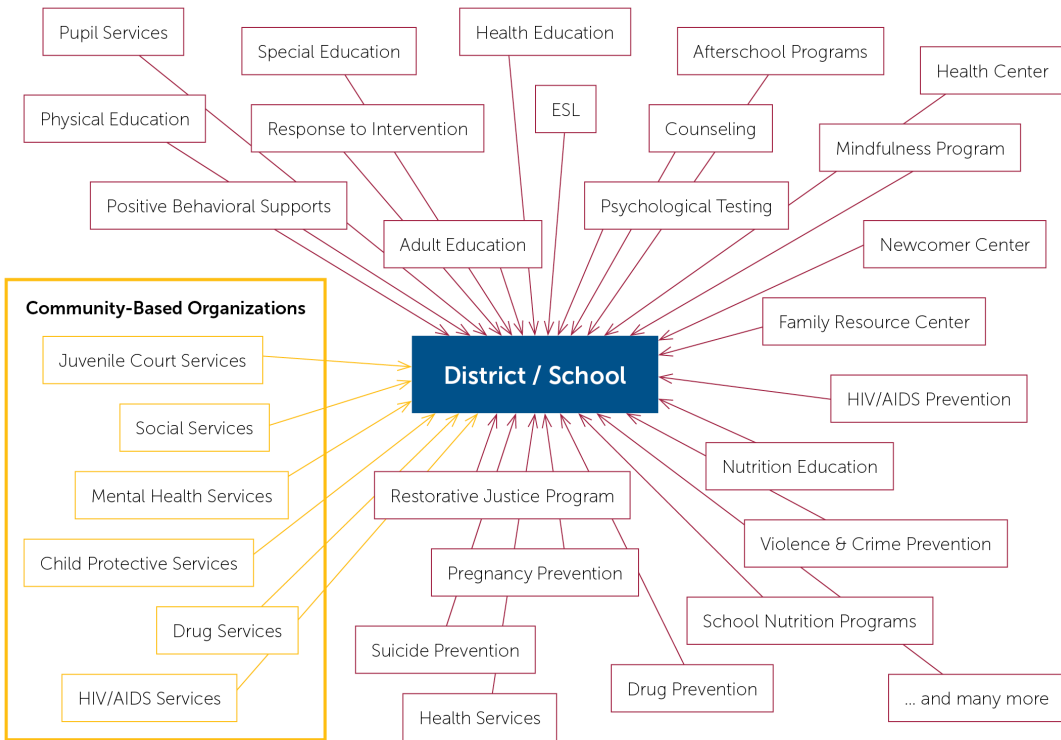 Pupil Services
Special Education
Health Education
Afterschool Programs
Health Center
Physical Education
Response to Intervention
ESL
Counseling
Mindfulness Program
Positive Behavioral Supports
Adult Education
Psychological Testing
Newcomer Center
Community-Based Organizations
Family Resource Center
Juvenile Court Services
District / School
HIV/AIDS Prevention
Social Services
Nutrition Education
Mental Health Services
Restorative Justice Program
Violence & Crime Prevention
Child Protective Services
Pregnancy Prevention
School Nutrition Programs
Drug Services
Suicide Prevention
Drug Prevention
HIV/AIDS Services
Health Services
... and many more